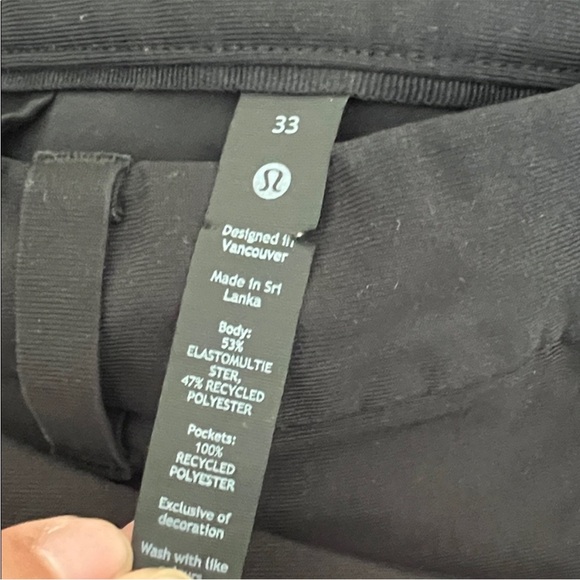 33
Designed in
Vancouver
Made in Sri
Lanka
Body:
53%
ELASTOMULTIE
STER,
47% RECYCLED
POLYESTER
Pockets:
100%
RECYCLED
POLYESTER
Exclusive of
decoration
Wash with like
colours